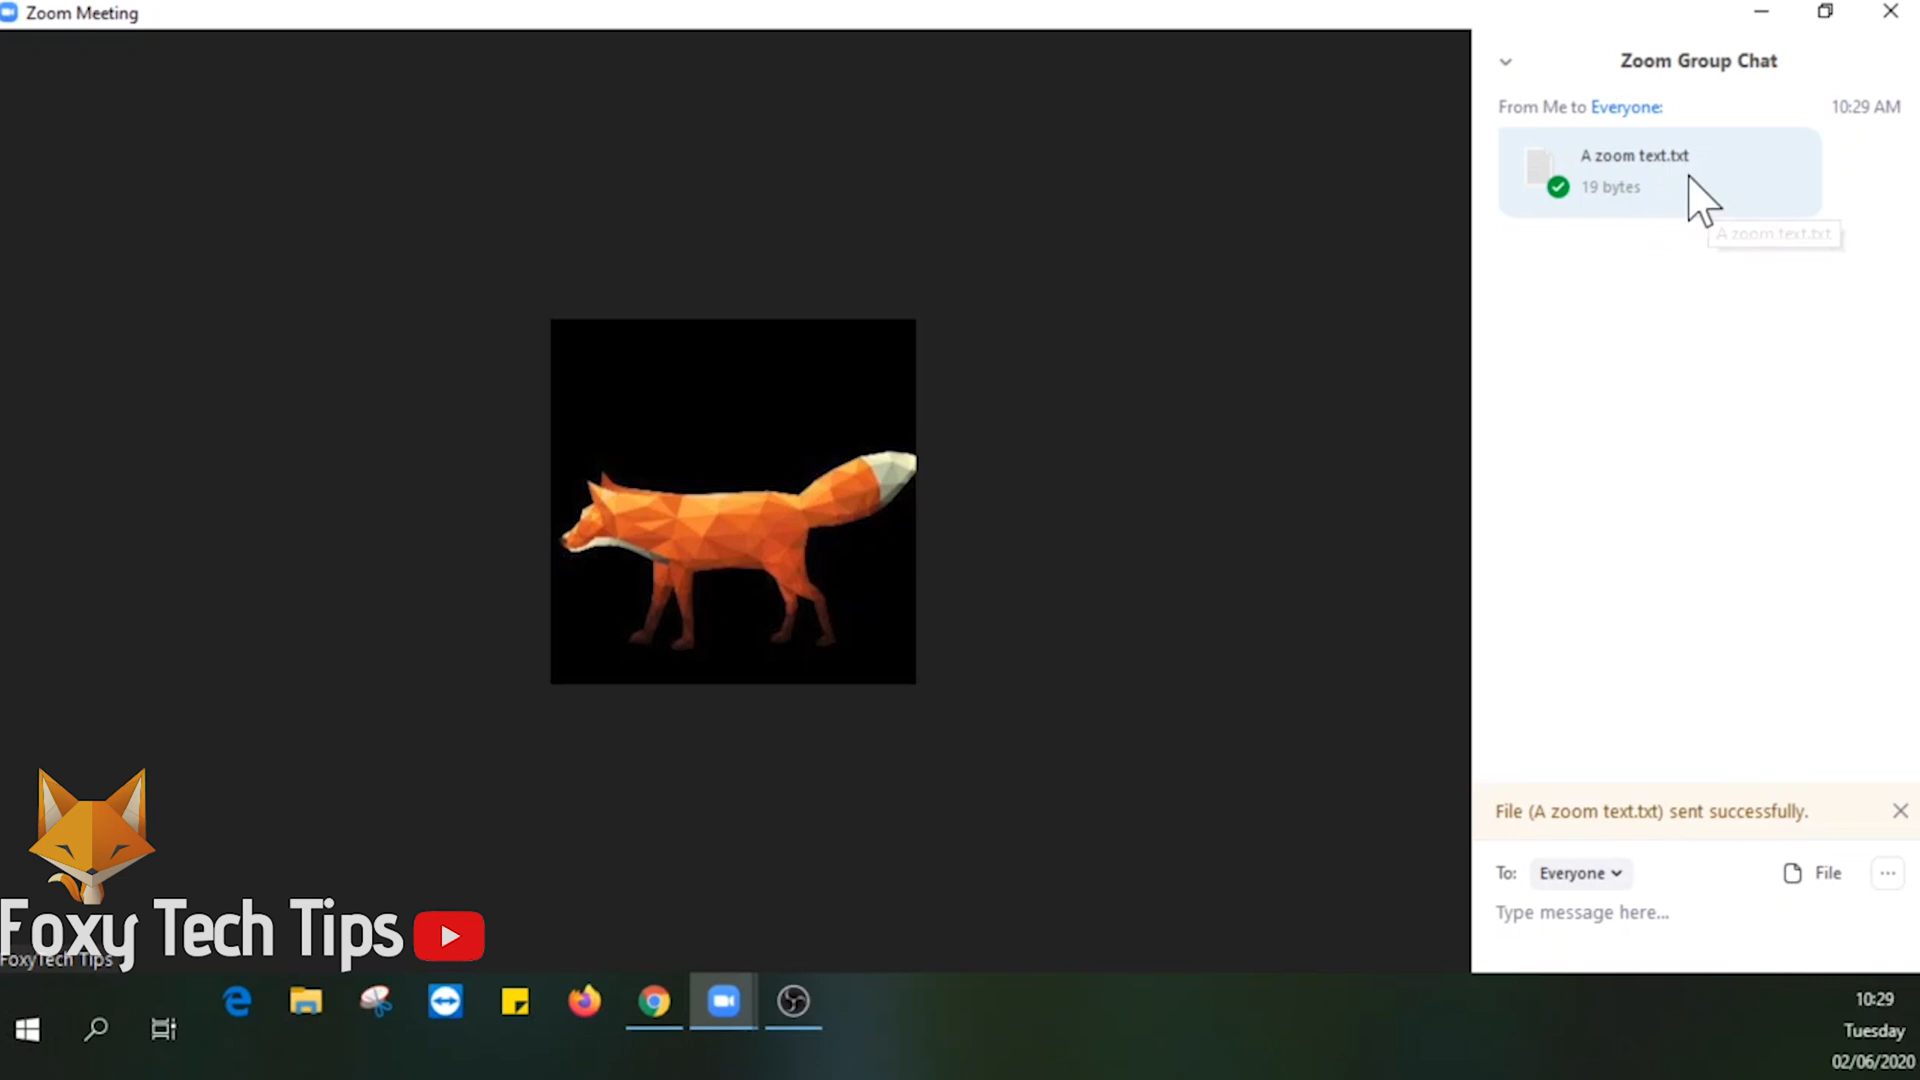 Zoom Meeting
Zoom Group Chat
From Me to Everyone: 10:29 AM
A zoom text.txt
19 bytes
A zoom text.txt
File (A zoom text.txt) sent successfully.
To: Everyone File
Type message here...
Foxy Tech Tips
FoxyTech Tips
10:29
Tuesday
02/06/2020